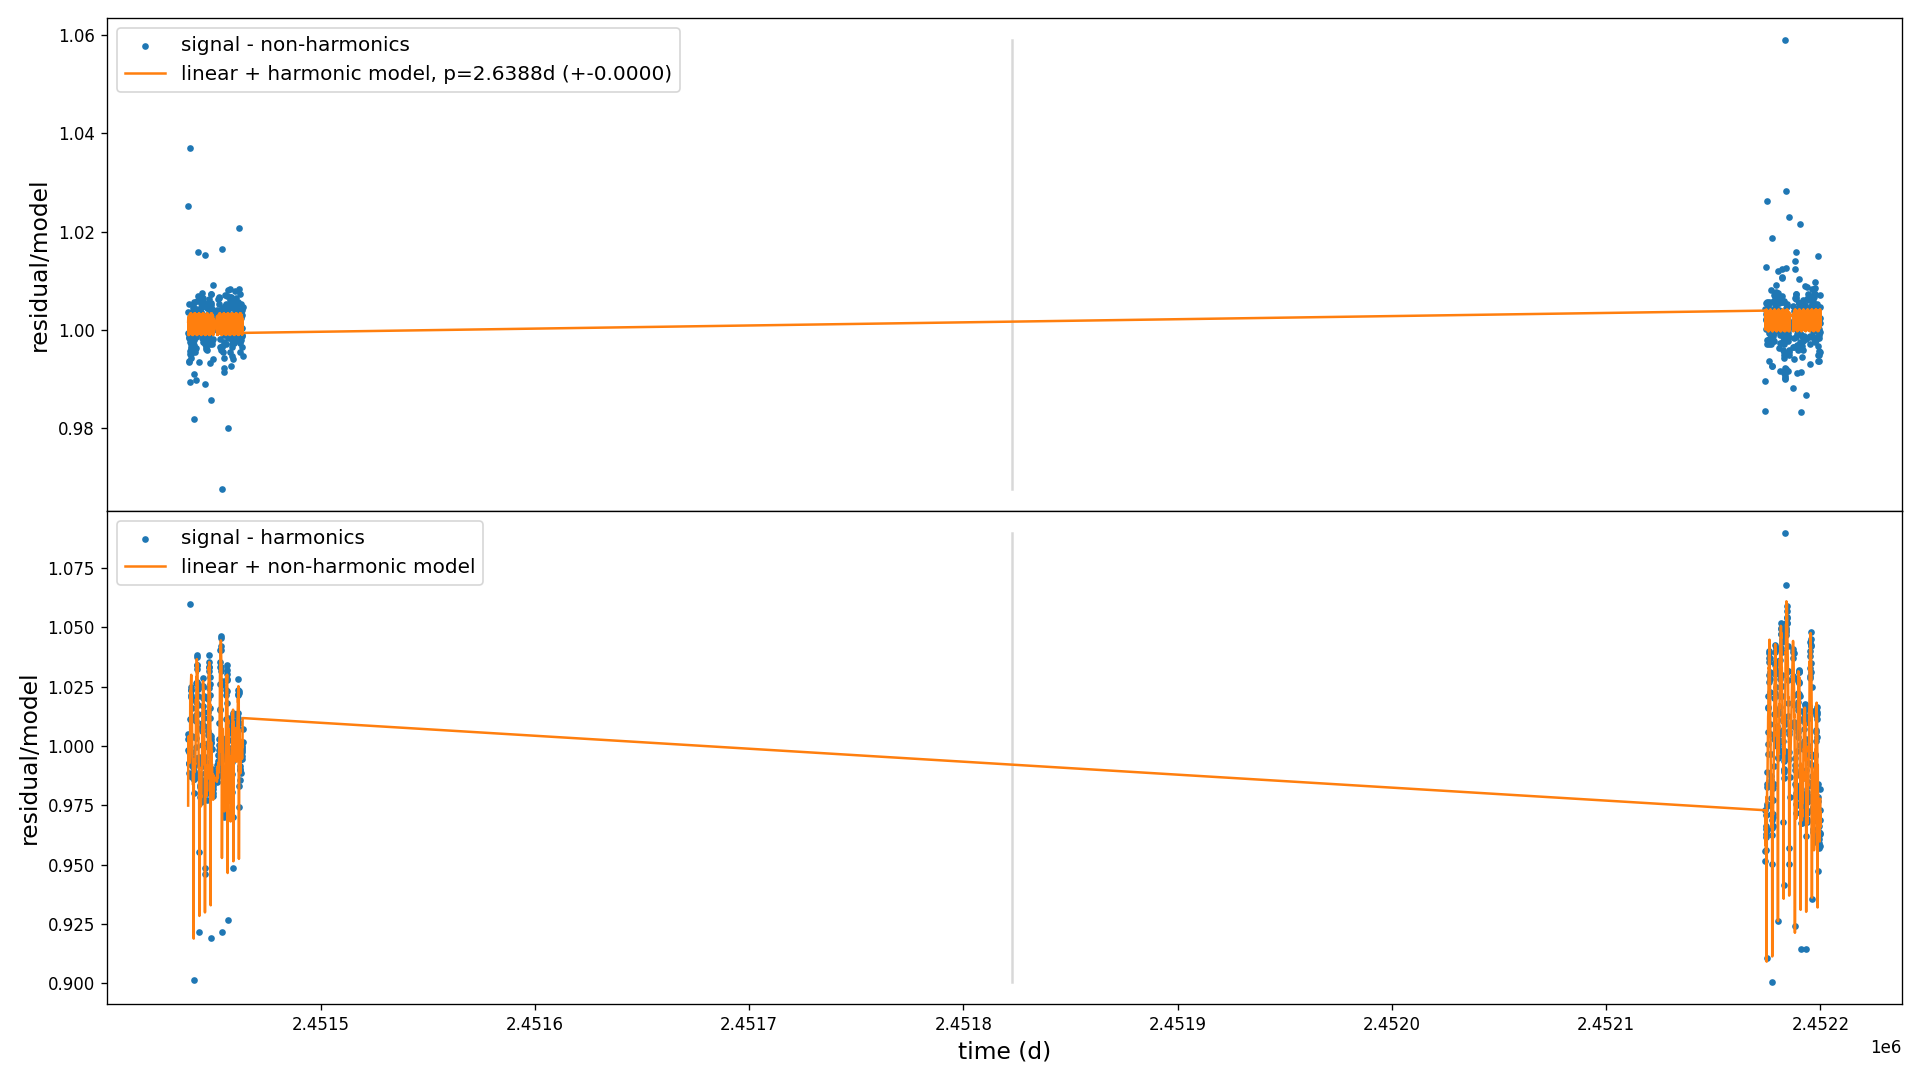 signal - non-harmonics
linear + harmonic model, p=2.6388d (+-0.0000)
1.06
1.04
1.02
1.00
0.98
residual/model
signal - harmonics
linear + non-harmonic model
1.075
1.050
1.025
1.000
0.975
0.950
0.925
0.900
residual/model
2.4515 2.4516 2.4517 2.4518 2.4519 2.4520 2.4521 2.4522
1e6
time (d)